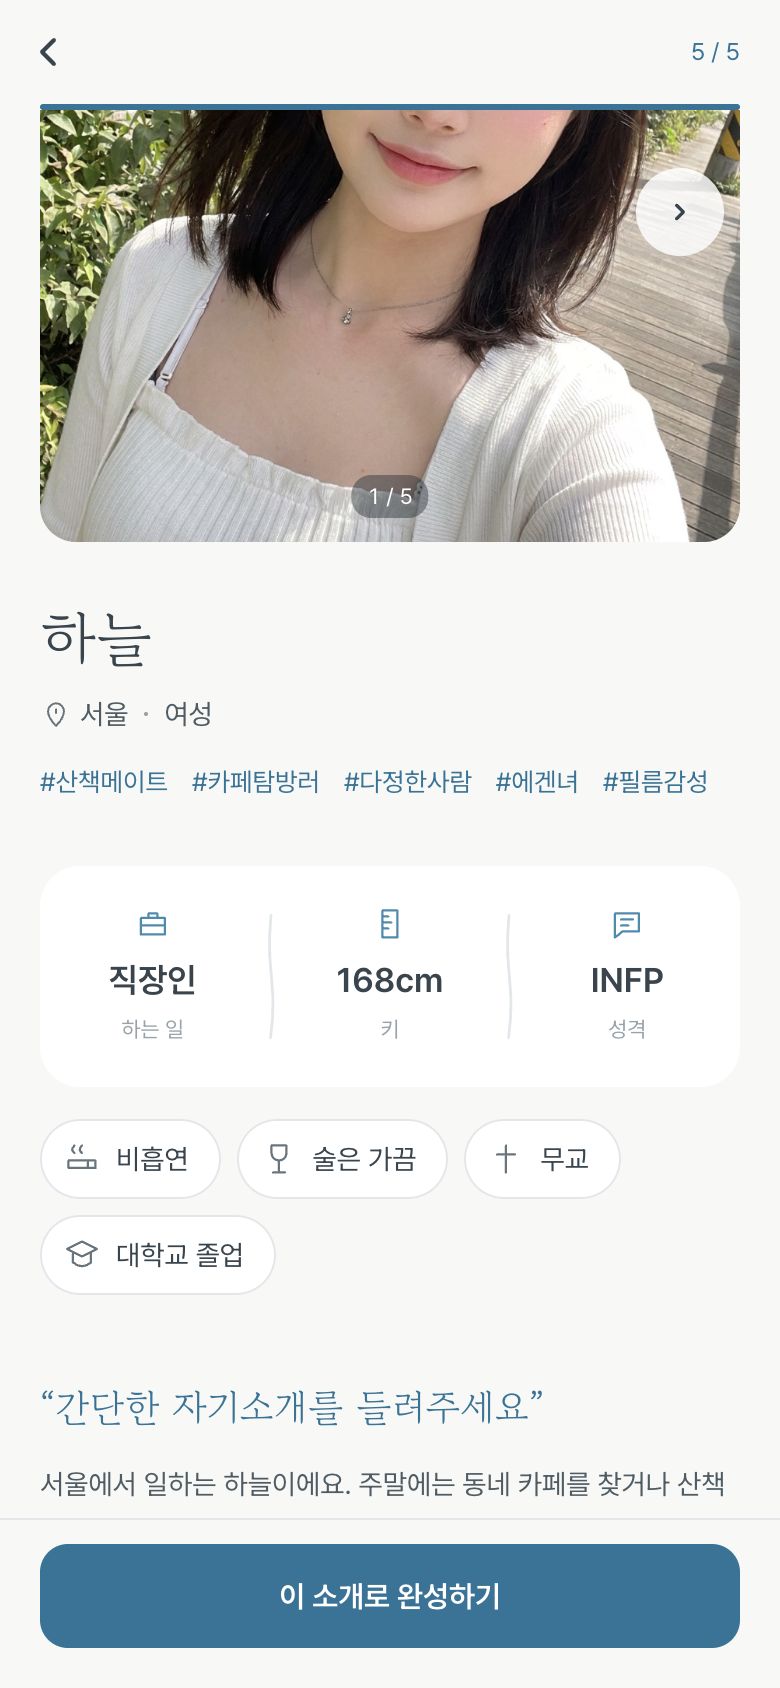 5 / 5
1 / 5
하늘
서울 · 여성
#산책메이트 #카페탐방러 #다정한사람 #에겐녀 #필름감성
직장인 168cm INFP
하는 일 키 성격
비흡연 술은 가끔 무교
대학교 졸업
“간단한 자기소개를 들려주세요”
서울에서 일하는 하늘이에요. 주말에는 동네 카페를 찾거나 산책
이 소개로 완성하기